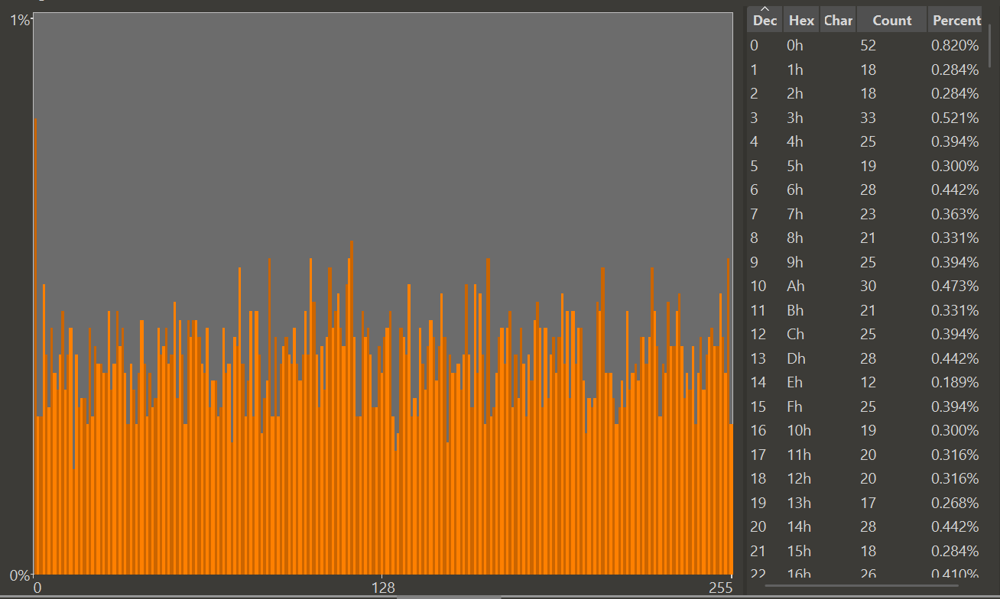 1%
0%
0 128 255
Dec Hex Char Count Percent
0 0h 52 0.820%
1 1h 18 0.284%
2 2h 18 0.284%
3 3h 33 0.521%
4 4h 25 0.394%
5 5h 19 0.300%
6 6h 28 0.442%
7 7h 23 0.363%
8 8h 21 0.331%
9 9h 25 0.394%
10 Ah 30 0.473%
11 Bh 21 0.331%
12 Ch 25 0.394%
13 Dh 28 0.442%
14 Eh 12 0.189%
15 Fh 25 0.394%
16 10h 19 0.300%
17 11h 20 0.316%
18 12h 20 0.316%
19 13h 17 0.268%
20 14h 28 0.442%
21 15h 18 0.284%
22 16h 26 0.410%